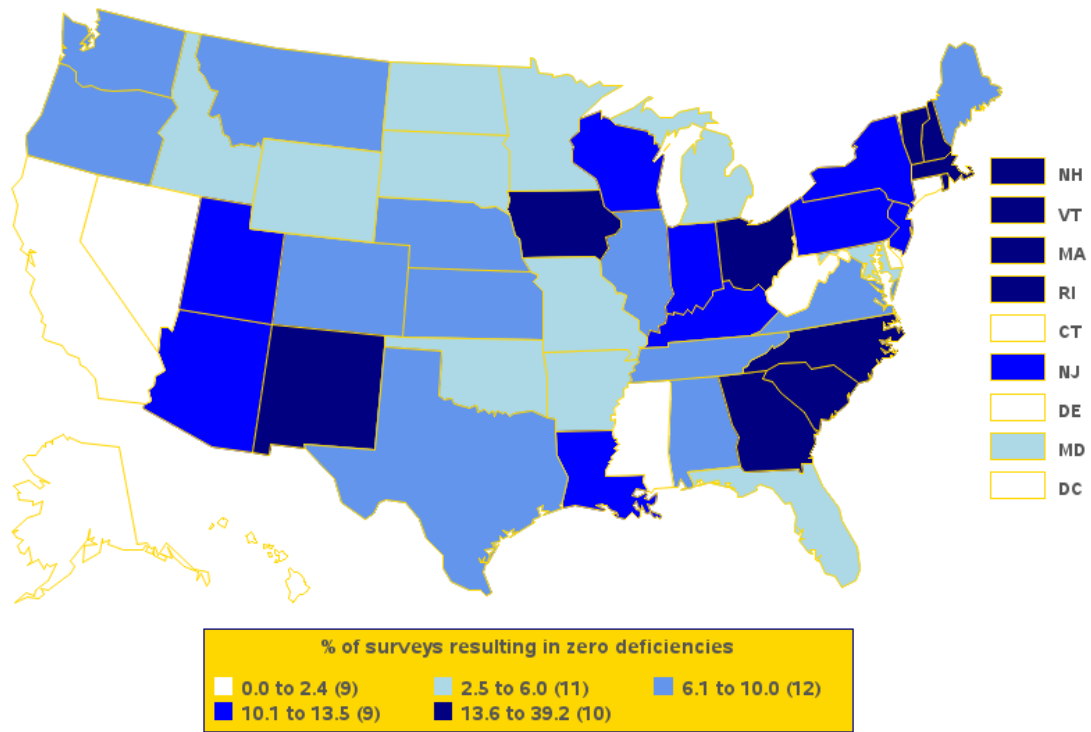 NH
VT
MA
RI
CT
NJ
DE
MD
DC
% of surveys resulting in zero deficiencies
0.0 to 2.4 (9) 2.5 to 6.0 (11) 6.1 to 10.0 (12)
10.1 to 13.5 (9) 13.6 to 39.2 (10)